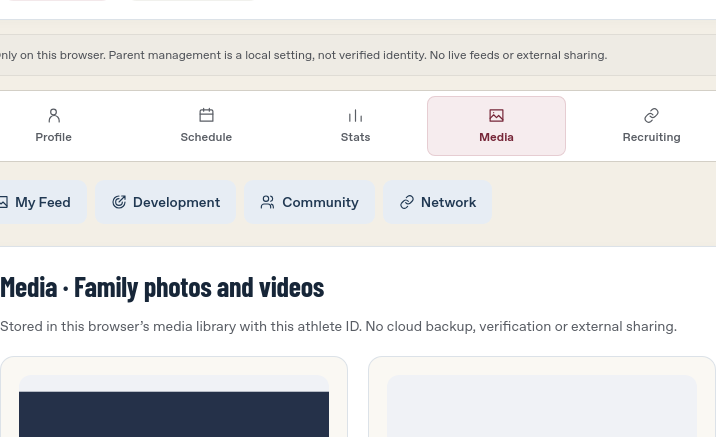 only on this browser. Parent management is a local setting, not verified identity. No live feeds or external sharing.
Profile
Schedule
Stats
Media
Recruiting
My Feed
Development
Community
Network
Media · Family photos and videos
Stored in this browser’s media library with this athlete ID. No cloud backup, verification or external sharing.